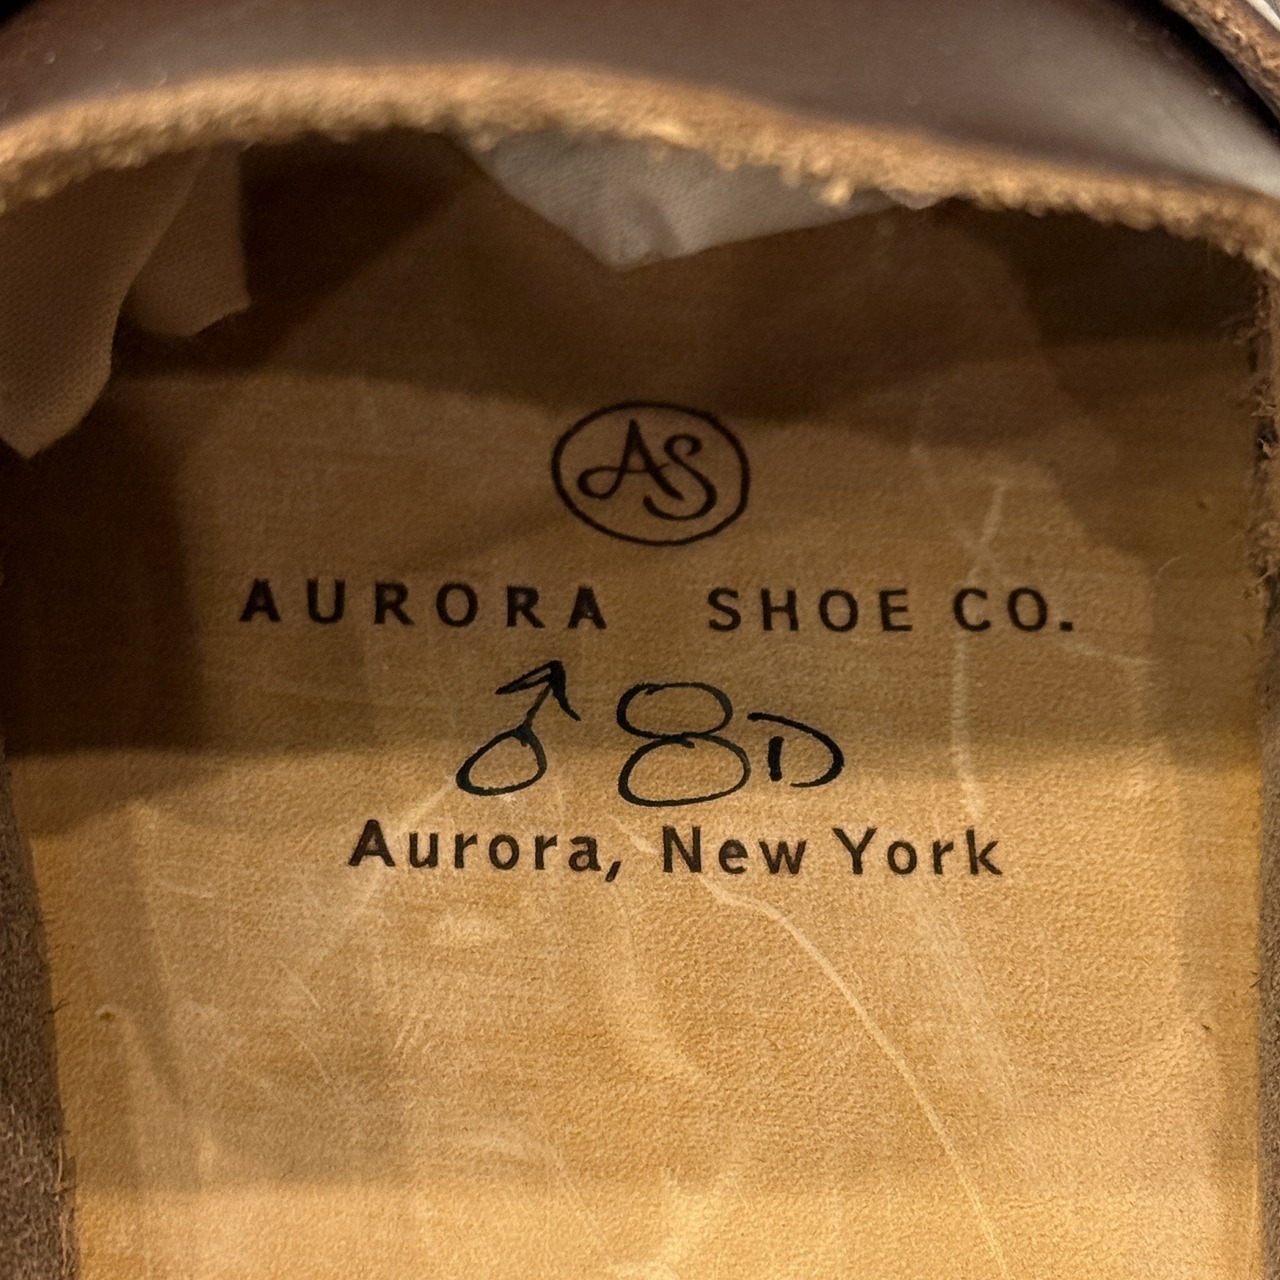 AS
AURORA SHOE CO.
♂ 8D
Aurora, New York